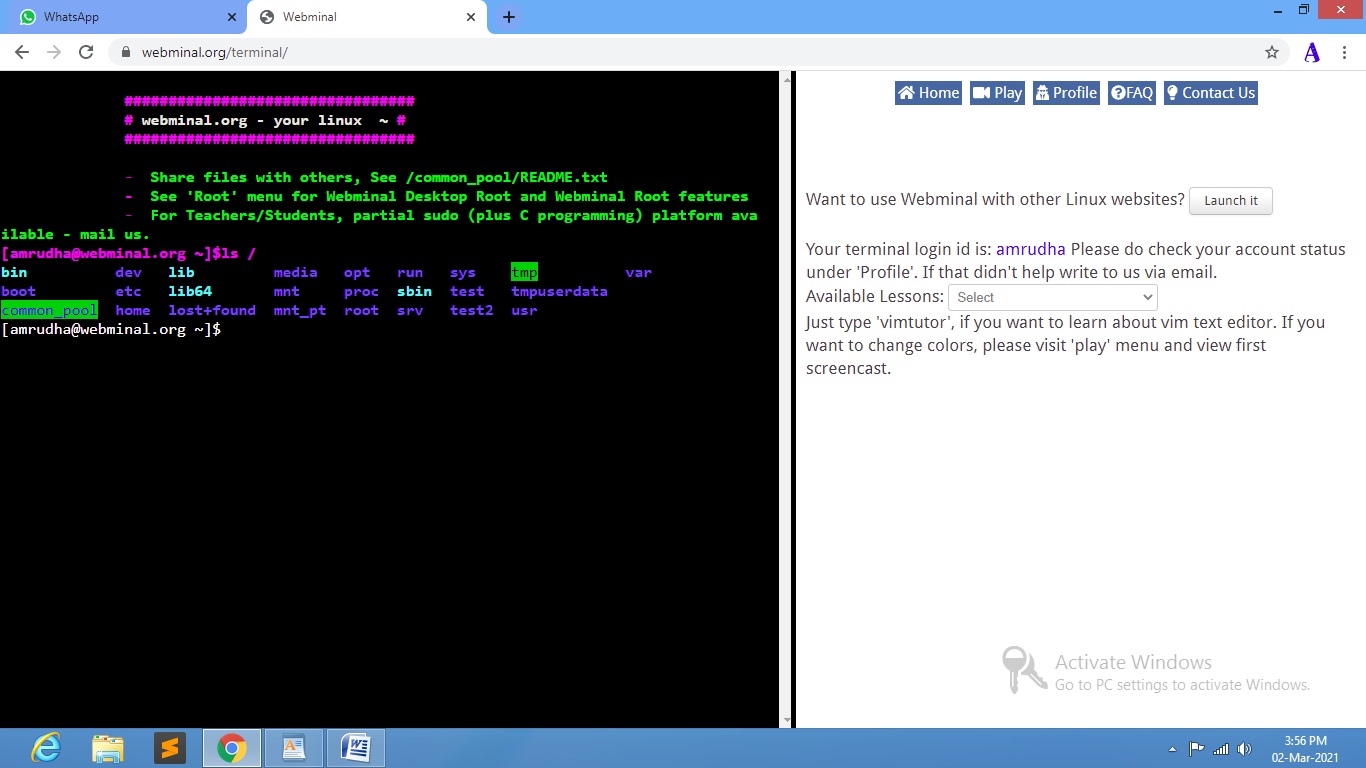 WhatsApp
Webminal
webminal.org/terminal/
#################################
# webminal.org - your linux ~ #
#################################
- Share files with others, See /common_pool/README.txt
- See 'Root' menu for Webminal Desktop Root and Webminal Root features
- For Teachers/Students, partial sudo (plus C programming) platform ava
ilable - mail us.
[amrudha@webminal.org ~]$ls /
bin dev lib media opt run sys tmp var
boot etc lib64 mnt proc sbin test tmpuserdata
common_pool home lost+found mnt_pt root srv test2 usr
[amrudha@webminal.org ~]$
Home Play Profile FAQ Contact Us
Want to use Webminal with other Linux websites? Launch it
Your terminal login id is: amrudha Please do check your account status
under 'Profile'. If that didn't help write to us via email.
Available Lessons: Select
Just type 'vimtutor', if you want to learn about vim text editor. If you
want to change colors, please visit 'play' menu and view first
screencast.
Activate Windows
Go to PC settings to activate Windows.
3:56 PM
02-Mar-2021